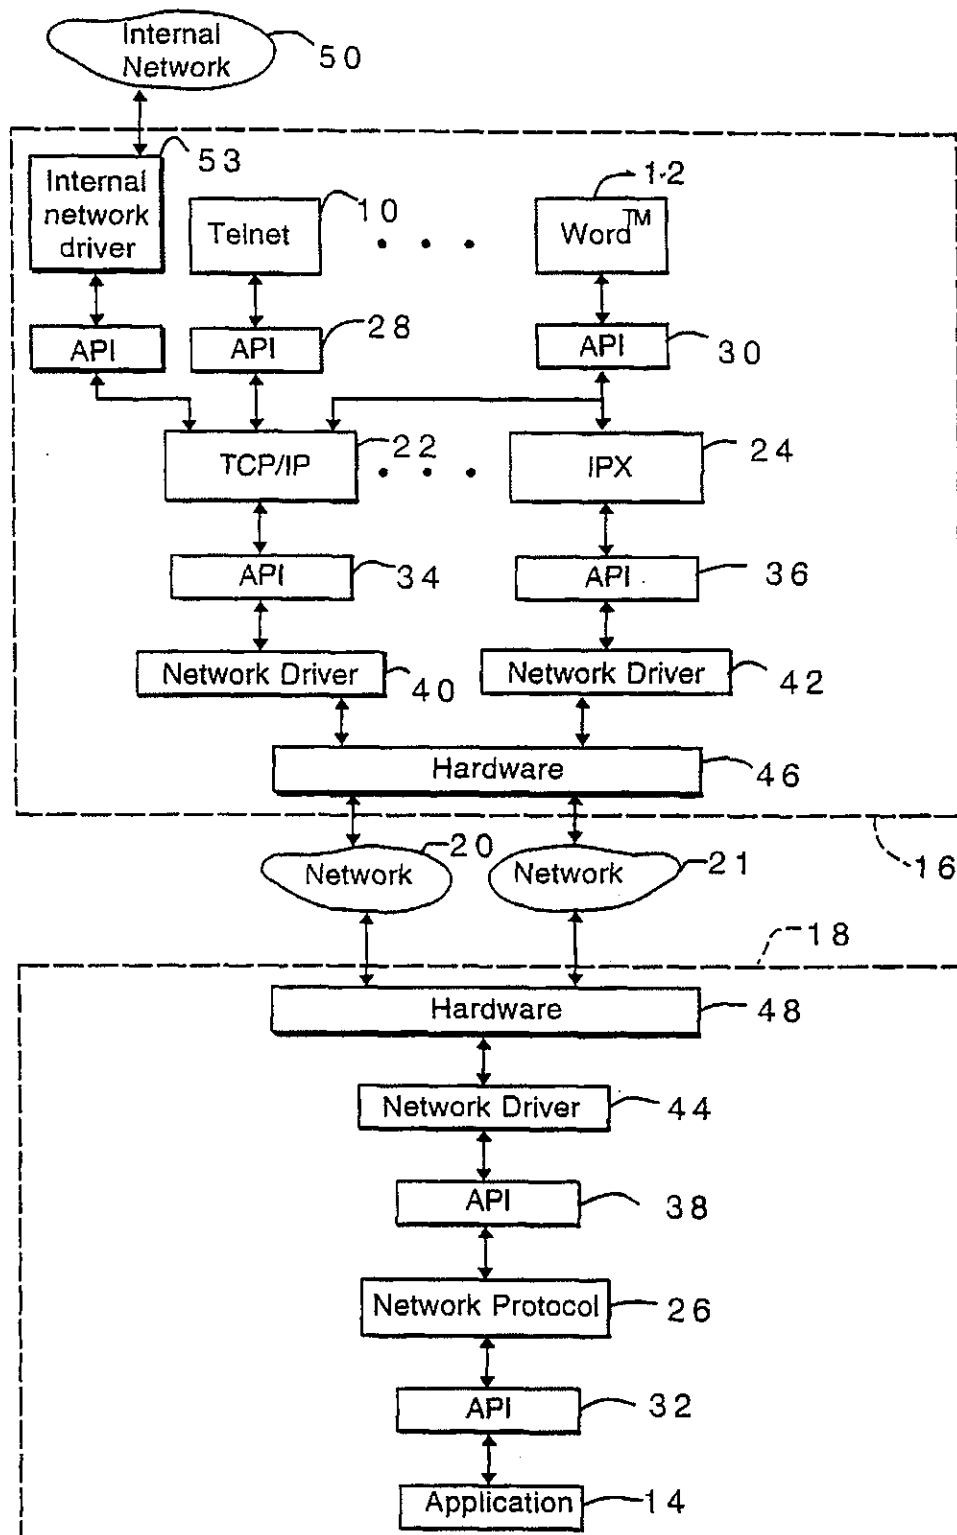 Internal
Network
50
53
Internal
network
driver
10
Telnet
1·2
Word™
API
API
28
API
30
TCP/IP
22
IPX
24
API
34
API
36
Network Driver
40
Network Driver
42
Hardware
46
20
Network
Network
21
16
18
Hardware
48
Network Driver
44
API
38
Network Protocol
26
API
32
Application
14